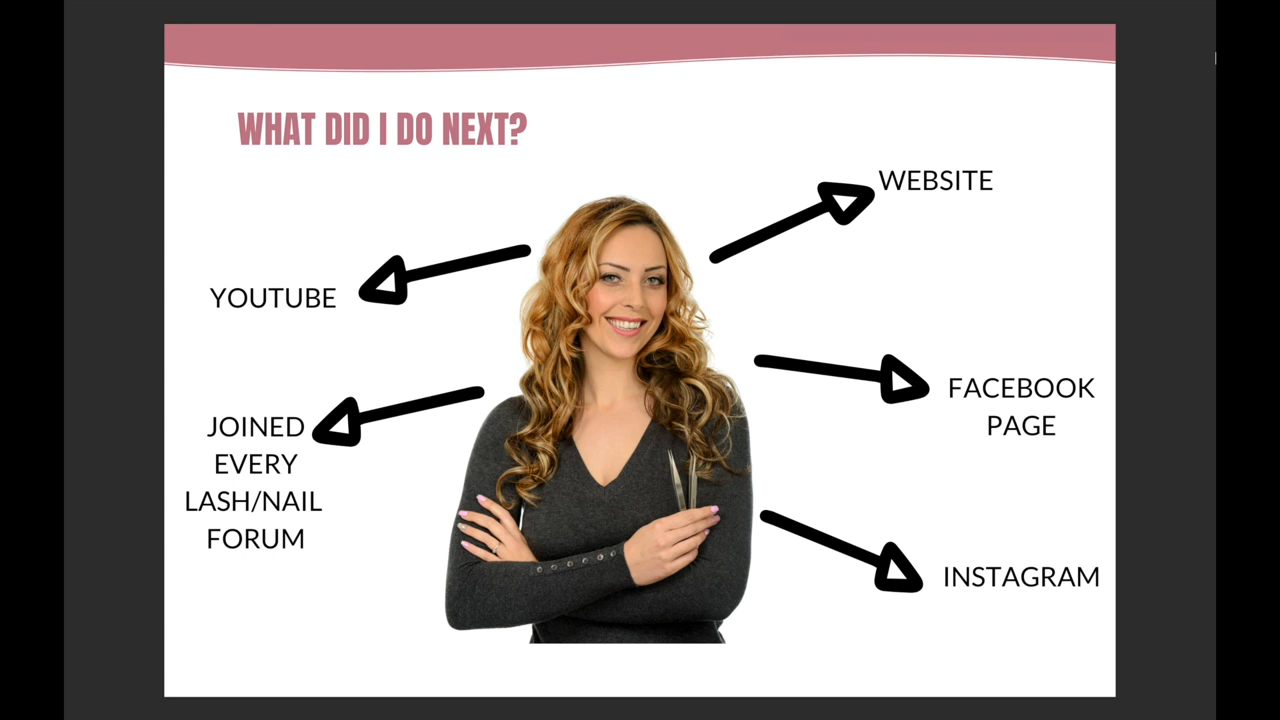 WHAT DID I DO NEXT?
WEBSITE
YOUTUBE
FACEBOOK
PAGE
JOINED
EVERY
LASH/NAIL
FORUM
INSTAGRAM